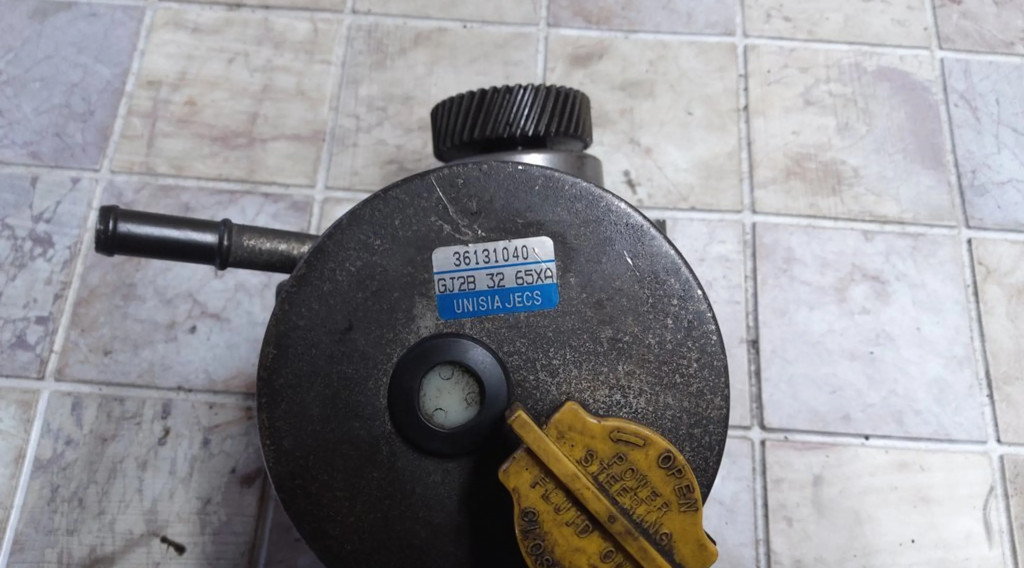 36131040
GJ2B 32 65XA
UNISIA JECS
OPEN
POWER
STEERING
FLUID O